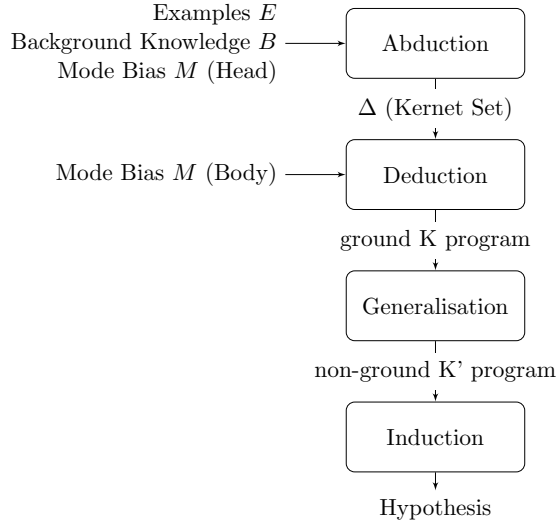 Examples E
Background Knowledge B
Mode Bias M (Head)
Abduction
Δ (Kernet Set)
Mode Bias M (Body)
Deduction
ground K program
Generalisation
non-ground K' program
Induction
Hypothesis